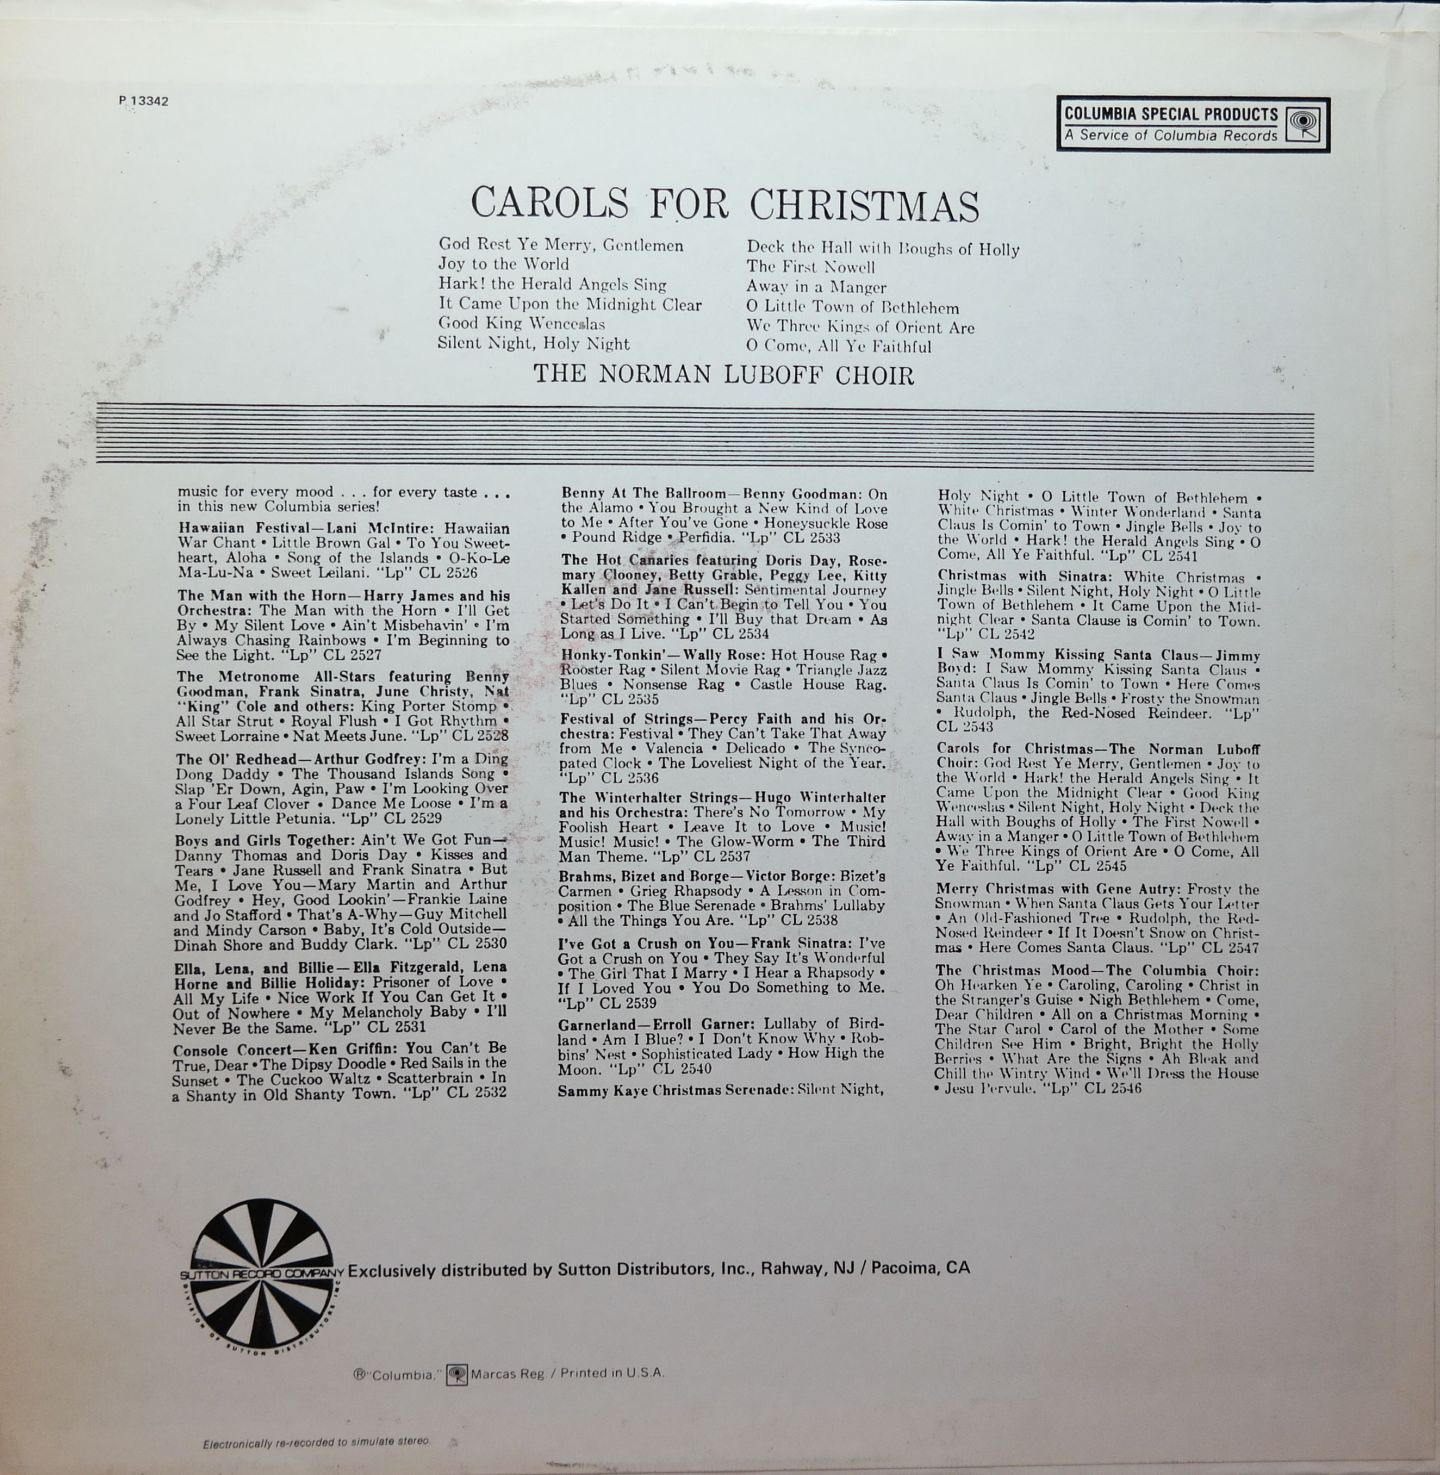 P 13342
COLUMBIA SPECIAL PRODUCTS
A Service of Columbia Records
CAROLS FOR CHRISTMAS
God Rest Ye Merry, Gentlemen
Joy to the World
Hark! the Herald Angels Sing
It Came Upon the Midnight Clear
Good King Wenceslas
Silent Night, Holy Night
Deck the Hall with Boughs of Holly
The First Nowell
Away in a Manger
O Little Town of Bethlehem
We Three Kings of Orient Are
O Come, All Ye Faithful
THE NORMAN LUBOFF CHOIR
music for every mood . . . for every taste . . .
in this new Columbia series!
Hawaiian Festival—Lani McIntire: Hawaiian
War Chant • Little Brown Gal • To You Sweet-
heart, Aloha • Song of the Islands • O-Ko-Le
Ma-Lu-Na • Sweet Leilani. "Lp" CL 2526
The Man with the Horn—Harry James and his
Orchestra: The Man with the Horn • I'll Get
By • My Silent Love • Ain't Misbehavin' • I'm
Always Chasing Rainbows • I'm Beginning to
See the Light. "Lp" CL 2527
The Metronome All-Stars featuring Benny
Goodman, Frank Sinatra, June Christy, Nat
"King" Cole and others: King Porter Stomp •
All Star Strut • Royal Flush • I Got Rhythm •
Sweet Lorraine • Nat Meets June. "Lp" CL 2528
The Ol' Redhead—Arthur Godfrey: I'm a Ding
Dong Daddy • The Thousand Islands Song •
Slap 'Er Down, Agin, Paw • I'm Looking Over
a Four Leaf Clover • Dance Me Loose • I'm a
Lonely Little Petunia. "Lp" CL 2529
Boys and Girls Together: Ain't We Got Fun—
Danny Thomas and Doris Day • Kisses and
Tears • Jane Russell and Frank Sinatra • But
Me, I Love You—Mary Martin and Arthur
Godfrey • Hey, Good Lookin'—Frankie Laine
and Jo Stafford • That's A-Why—Guy Mitchell
and Mindy Carson • Baby, It's Cold Outside—
Dinah Shore and Buddy Clark. "Lp" CL 2530
Ella, Lena, and Billie—Ella Fitzgerald, Lena
Horne and Billie Holiday: Prisoner of Love •
All My Life • Nice Work If You Can Get It •
Out of Nowhere • My Melancholy Baby • I'll
Never Be the Same. "Lp" CL 2531
Console Concert—Ken Griffin: You Can't Be
True, Dear • The Dipsy Doodle • Red Sails in the
Sunset • The Cuckoo Waltz • Scatterbrain • In
a Shanty in Old Shanty Town. "Lp" CL 2532
Benny At The Ballroom—Benny Goodman: On
the Alamo • You Brought a New Kind of Love
to Me • After You've Gone • Honeysuckle Rose
• Pound Ridge • Perfidia. "Lp" CL 2533
The Hot Canaries featuring Doris Day, Rose-
mary Clooney, Betty Grable, Peggy Lee, Kitty
Kallen and Jane Russell: Sentimental Journey
• Let's Do It • I Can't Begin to Tell You • You
Started Something • I'll Buy that Dream • As
Long as I Live. "Lp" CL 2534
Honky-Tonkin'—Wally Rose: Hot House Rag •
Rooster Rag • Silent Movie Rag • Triangle Jazz
Blues • Nonsense Rag • Castle House Rag.
"Lp" CL 2535
Festival of Strings—Percy Faith and his Or-
chestra: Festival • They Can't Take That Away
from Me • Valencia • Delicado • The Synco-
pated Clock • The Loveliest Night of the Year.
"Lp" CL 2536
The Winterhalter Strings—Hugo Winterhalter
and his Orchestra: There's No Tomorrow • My
Foolish Heart • Leave It to Love • Music!
Music! Music! • The Glow-Worm • The Third
Man Theme. "Lp" CL 2537
Brahms, Bizet and Borge—Victor Borge: Bizet's
Carmen • Grieg Rhapsody • A Lesson in Com-
position • The Blue Serenade • Brahms' Lullaby
• All the Things You Are. "Lp" CL 2538
I've Got a Crush on You—Frank Sinatra: I've
Got a Crush on You • They Say It's Wonderful
• The Girl That I Marry • I Hear a Rhapsody •
If I Loved You • You Do Something to Me.
"Lp" CL 2539
Garnerland—Erroll Garner: Lullaby of Bird-
land • Am I Blue? • I Don't Know Why • Rob-
bins' Nest • Sophisticated Lady • How High the
Moon. "Lp" CL 2540
Sammy Kaye Christmas Serenade: Silent Night,
Holy Night • O Little Town of Bethlehem •
White Christmas • Winter Wonderland • Santa
Claus Is Comin' to Town • Jingle Bells • Joy to
the World • Hark! the Herald Angels Sing • O
Come, All Ye Faithful. "Lp" CL 2541
Christmas with Sinatra: White Christmas •
Jingle Bells • Silent Night, Holy Night • O Little
Town of Bethlehem • It Came Upon the Mid-
night Clear • Santa Clause is Comin' to Town.
"Lp" CL 2542
I Saw Mommy Kissing Santa Claus—Jimmy
Boyd: I Saw Mommy Kissing Santa Claus •
Santa Claus Is Comin' to Town • Here Comes
Santa Claus • Jingle Bells • Frosty the Snowman
• Rudolph, the Red-Nosed Reindeer. "Lp"
CL 2543
Carols for Christmas—The Norman Luboff
Choir: God Rest Ye Merry, Gentlemen • Joy to
the World • Hark! the Herald Angels Sing • It
Came Upon the Midnight Clear • Good King
Wenceslas • Silent Night, Holy Night • Deck the
Hall with Boughs of Holly • The First Nowell •
Away in a Manger • O Little Town of Bethlehem
• We Three Kings of Orient Are • O Come, All
Ye Faithful. "Lp" CL 2545
Merry Christmas with Gene Autry: Frosty the
Snowman • When Santa Claus Gets Your Letter
• An Old-Fashioned Tree • Rudolph, the Red-
Nosed Reindeer • If It Doesn't Snow on Christ-
mas • Here Comes Santa Claus. "Lp" CL 2547
The Christmas Mood—The Columbia Choir:
Oh Hearken Ye • Caroling, Caroling • Christ in
the Stranger's Guise • Nigh Bethlehem • Come,
Dear Children • All on a Christmas Morning •
The Star Carol • Carol of the Mother • Some
Children See Him • Bright, Bright the Holly
Berries • What Are the Signs • Ah Bleak and
Chill the Wintry Wind • We'll Dress the House
• Jesu Parvule. "Lp" CL 2546
SUTTON RECORD COMPANY
DIVISION OF SUTTON DISTRIBUTORS INC
Exclusively distributed by Sutton Distributors, Inc., Rahway, NJ / Pacoima, CA
®"Columbia," Marcas Reg. / Printed in U.S.A.
Electronically re-recorded to simulate stereo.